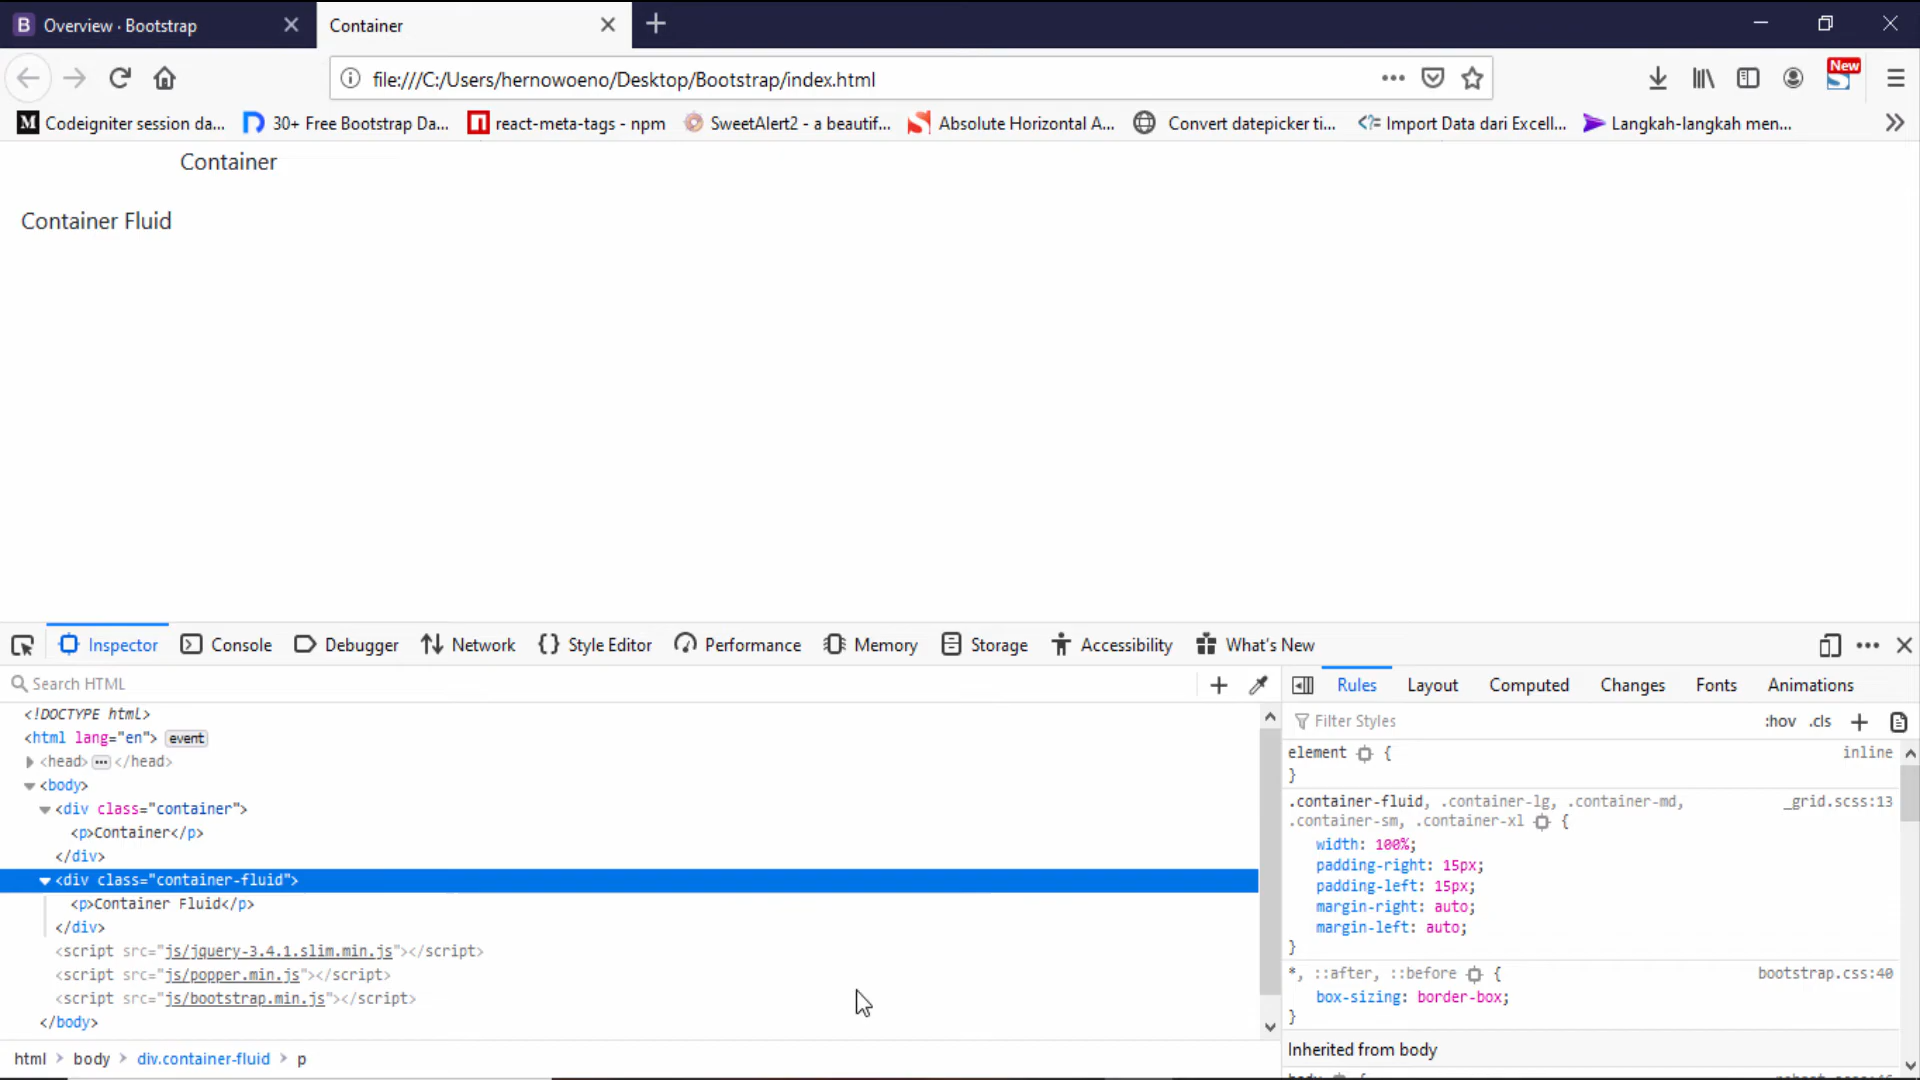 Overview · Bootstrap
Container
file:///C:/Users/hernowoeno/Desktop/Bootstrap/index.html
New
Codeigniter session da...
30+ Free Bootstrap Da...
react-meta-tags - npm
SweetAlert2 - a beautif...
Absolute Horizontal A...
Convert datepicker ti...
Import Data dari Excell...
Langkah-langkah men...
Container
Container Fluid
Inspector
Console
Debugger
Network
Style Editor
Performance
Memory
Storage
Accessibility
What's New
Search HTML
<!DOCTYPE html>
<html lang="en"> event
<head> ••• </head>
<body>
<div class="container">
<p>Container</p>
</div>
<div class="container-fluid">
<p>Container Fluid</p>
</div>
<script src="js/jquery-3.4.1.slim.min.js"></script>
<script src="js/popper.min.js"></script>
<script src="js/bootstrap.min.js"></script>
</body>
html > body > div.container-fluid > p
Rules
Layout
Computed
Changes
Fonts
Animations
Filter Styles
:hov .cls
element { inline
}
.container-fluid, .container-lg, .container-md, _grid.scss:13
.container-sm, .container-xl {
width: 100%;
padding-right: 15px;
padding-left: 15px;
margin-right: auto;
margin-left: auto;
}
*, ::after, ::before { bootstrap.css:40
box-sizing: border-box;
}
Inherited from body